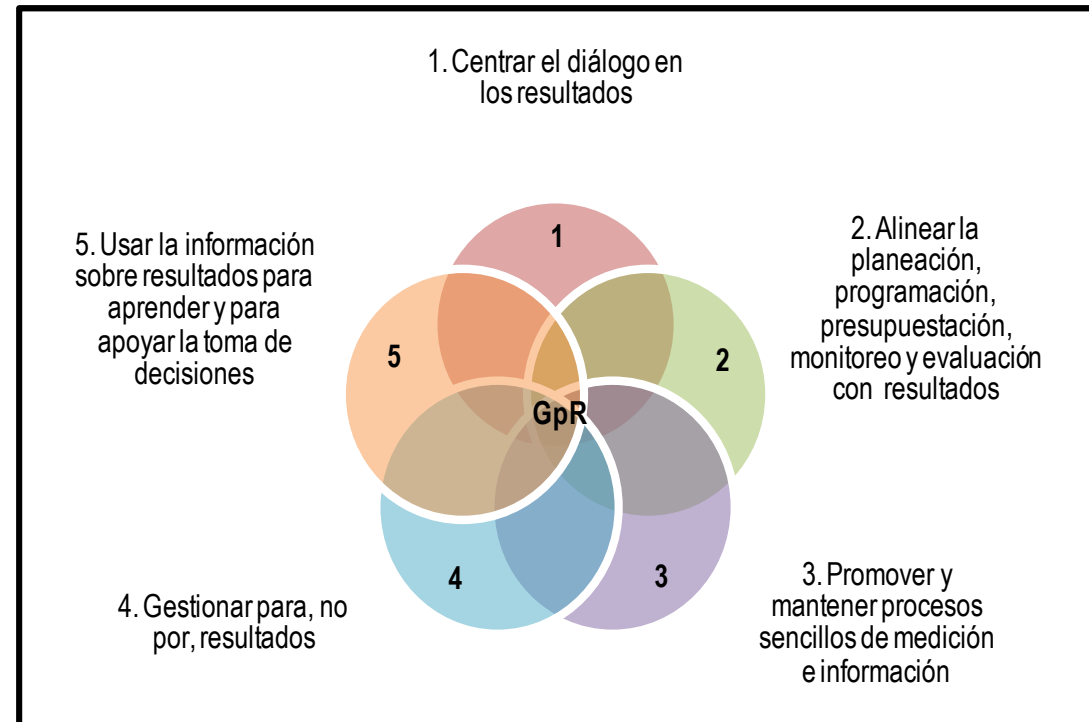 1. Centrar el diálogo en
los resultados
1
5. Usar la información
sobre resultados para
aprender y para
apoyar la toma de
decisiones
2. Alinear la
planeación,
programación,
presupuestación,
monitoreo y evaluación
con resultados
5
2
GpR
4
3
4. Gestionar para, no
por, resultados
3. Promover y
mantener procesos
sencillos de medición
e información